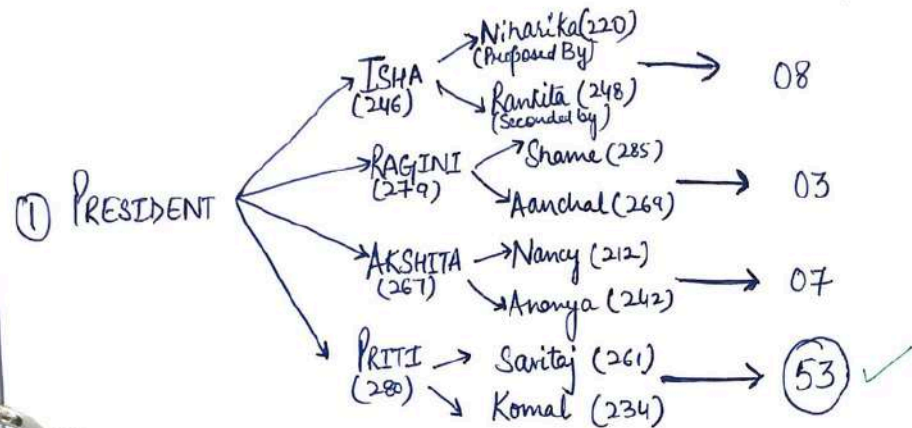 Niharika (220)
(Proposed By)
ISHA
(246)
08
Rankita (248)
(Seconded by)
RAGINI
(279)
Shame (285)
Aanchal (269)
03
① PRESIDENT
AKSHITA
(267)
Nancy (212)
Ananya (242)
07
PRITI
(280)
Savitaj (261)
Komal (234)
53 ✓